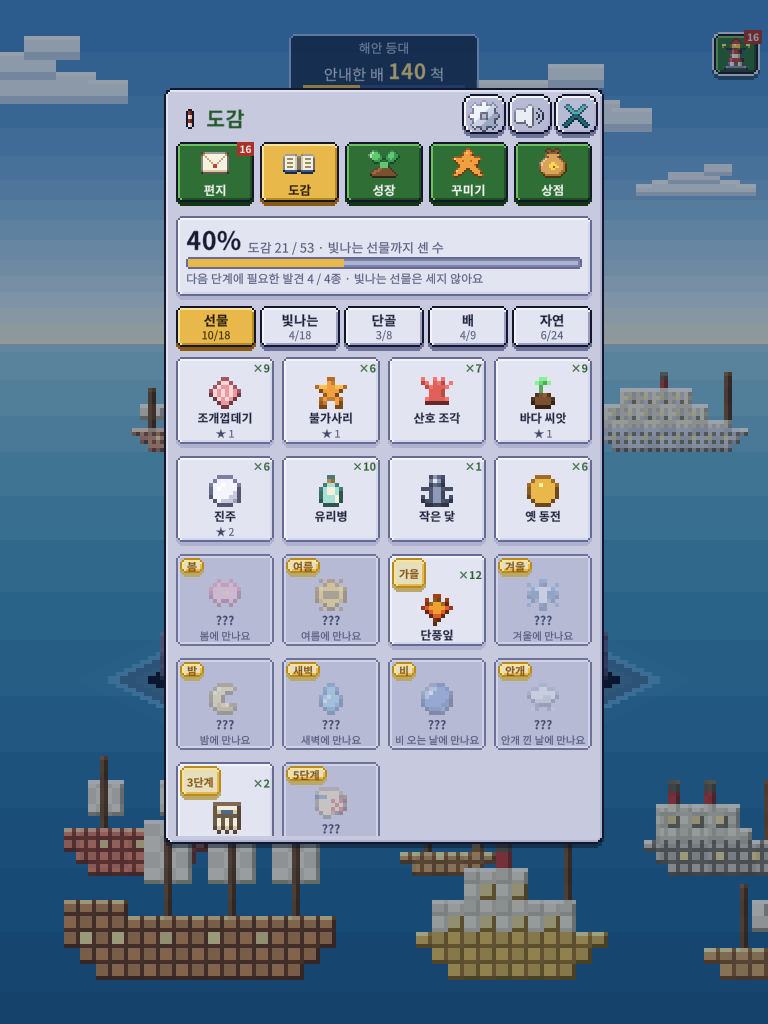 해안 등대
안내한 배 140 척
16
도감
16
편지
도감
성장
꾸미기
상점
40% 도감 21 / 53 · 빛나는 선물까지 센 수
다음 단계에 필요한 발견 4 / 4종 · 빛나는 선물은 세지 않아요
선물
10/18
빛나는
4/18
단골
3/8
배
4/9
자연
6/24
×9
조개껍데기
★ 1
×6
불가사리
★ 1
×7
산호 조각
×9
바다 씨앗
★ 1
×6
진주
★ 2
×10
유리병
×1
작은 닻
×6
옛 동전
봄
???
봄에 만나요
여름
???
여름에 만나요
가을
×12
단풍잎
겨울
???
겨울에 만나요
밤
???
밤에 만나요
새벽
???
새벽에 만나요
비
???
비 오는 날에 만나요
안개
???
안개 낀 날에 만나요
3단계
×2
5단계
???